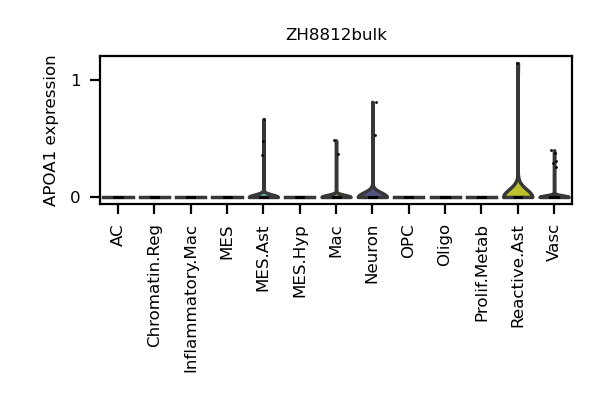 ZH8812bulk
APOA1 expression
1
0
AC
Chromatin.Reg
Inflammatory.Mac
MES
MES.Ast
MES.Hyp
Mac
Neuron
OPC
Oligo
Prolif.Metab
Reactive.Ast
Vasc